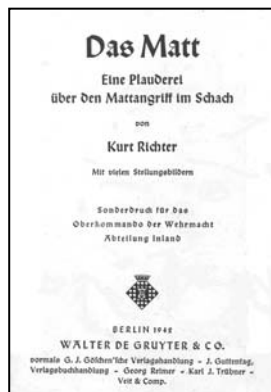 Das Matt
Eine Plauderei
über den Mattangriff im Schach
von
Kurt Richter
Mit vielen Stellungsbildern
Sonderdruck für das
Oberkommando der Wehrmacht
Abteilung Inland
BERLIN 1942
WALTER DE GRUYTER & CO.
vormals G. J. Göschen'sche Verlagshandlung – J. Guttentag,
Verlagsbuchhandlung – Georg Reimer – Karl J. Trübner –
Veit & Comp.